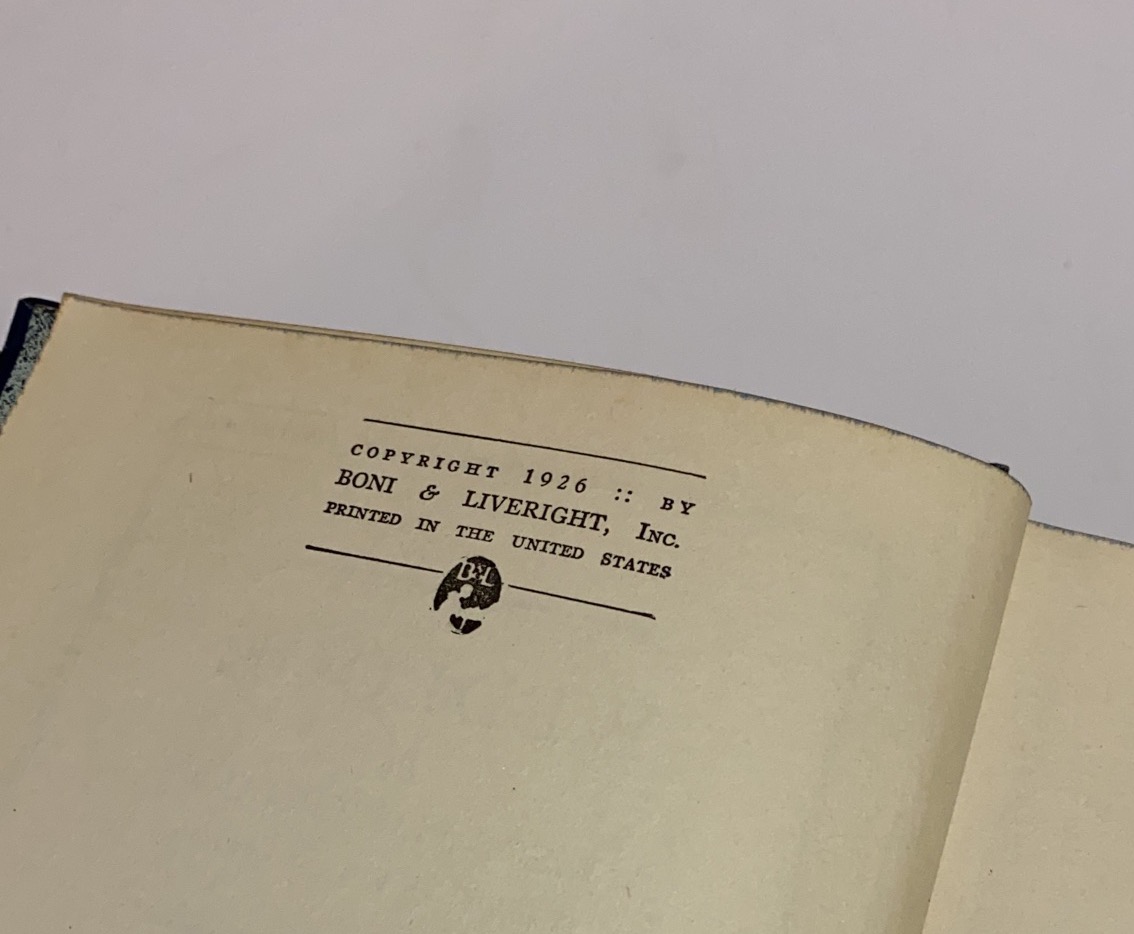 COPYRIGHT 1926 :: BY
BONI & LIVERIGHT, INC.
PRINTED IN THE UNITED STATES
B&L